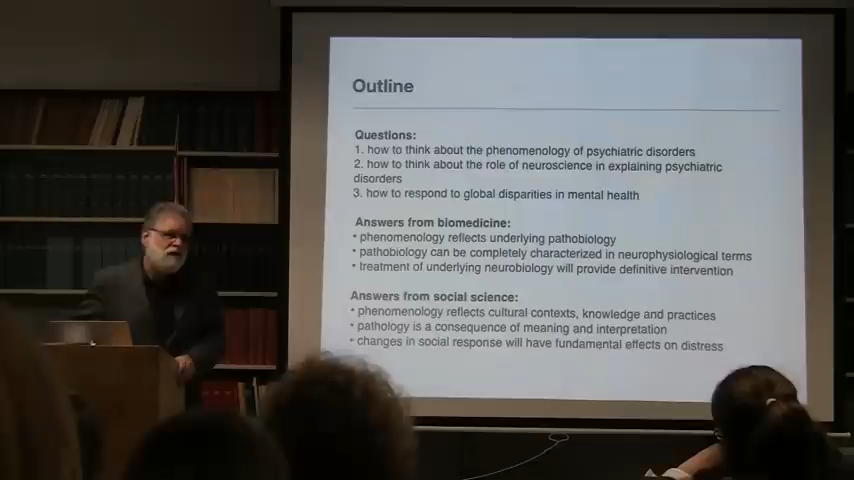 Outline
Questions:
1. how to think about the phenomenology of psychiatric disorders
2. how to think about the role of neuroscience in explaining psychiatric
disorders
3. how to respond to global disparities in mental health
Answers from biomedicine:
• phenomenology reflects underlying pathobiology
• pathobiology can be completely characterized in neurophysiological terms
• treatment of underlying neurobiology will provide definitive intervention
Answers from social science:
• phenomenology reflects cultural contexts, knowledge and practices
• pathology is a consequence of meaning and interpretation
• changes in social response will have fundamental effects on distress